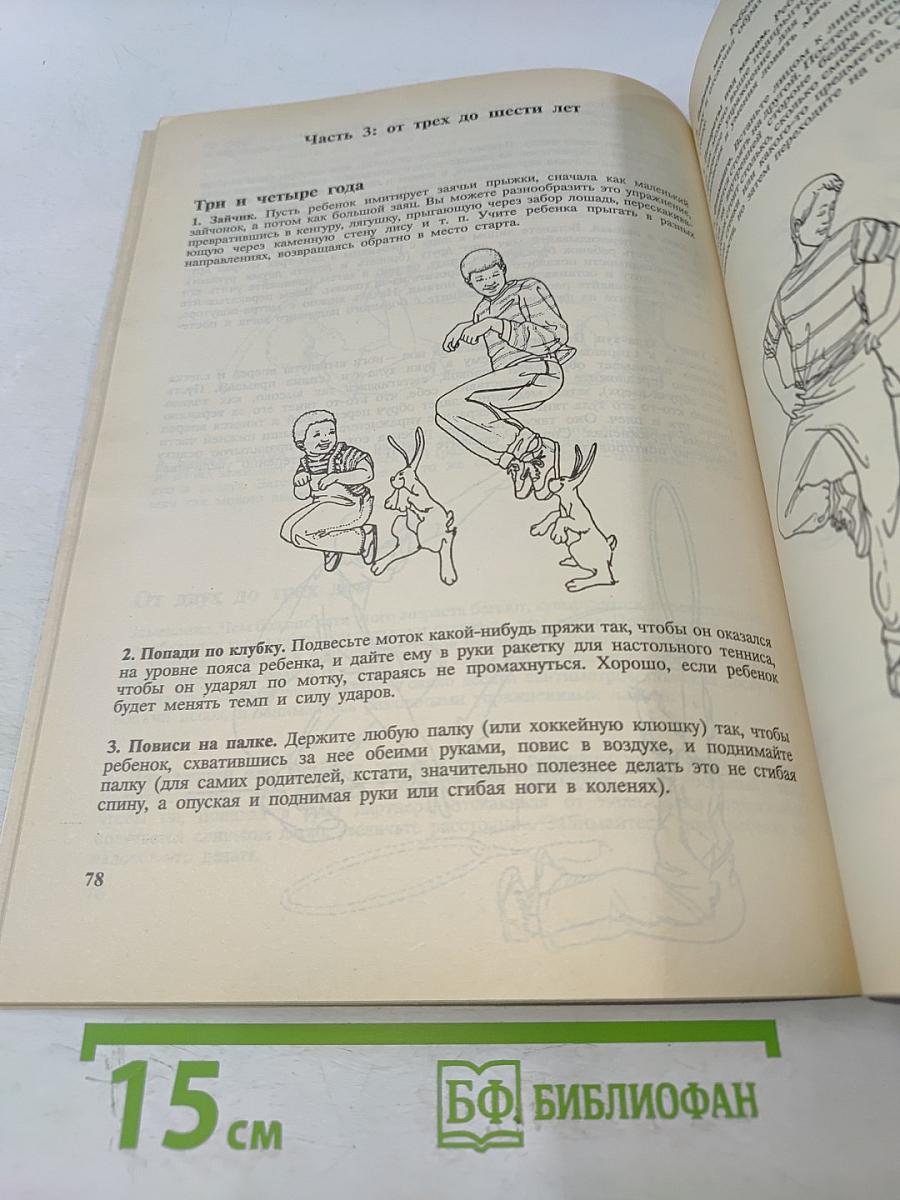 Часть 3: от трех до шести лет
Три и четыре года
1. Зайчик. Пусть ребенок имитирует заячьи прыжки, сначала как маленький
зайчонок, а потом как большой заяц. Вы можете разнообразить это упражнение,
превратившись в кенгуру, лягушку, прыгающую через забор лошадь, перескакива-
ющую через каменную стену лису и т. п. Учите ребенка прыгать в разных
направлениях, возвращаясь обратно в место старта.
2. Попади по клубку. Подвесьте моток какой-нибудь пряжи так, чтобы он оказался
на уровне пояса ребенка, и дайте ему в руки ракетку для настольного тенниса,
чтобы он ударял по мотку, стараясь не промахнуться. Хорошо, если ребенок
будет менять темп и силу ударов.
3. Повиси на палке. Держите любую палку (или хоккейную клюшку) так, чтобы
ребенок, схватившись за нее обеими руками, повис в воздухе, и поднимайте
палку (для самих родителей, кстати, значительно полезнее делать это не сгибая
спину, а опуская и поднимая руки или сгибая ноги в коленях).
78
15 см
БФ БИБЛИОФАН